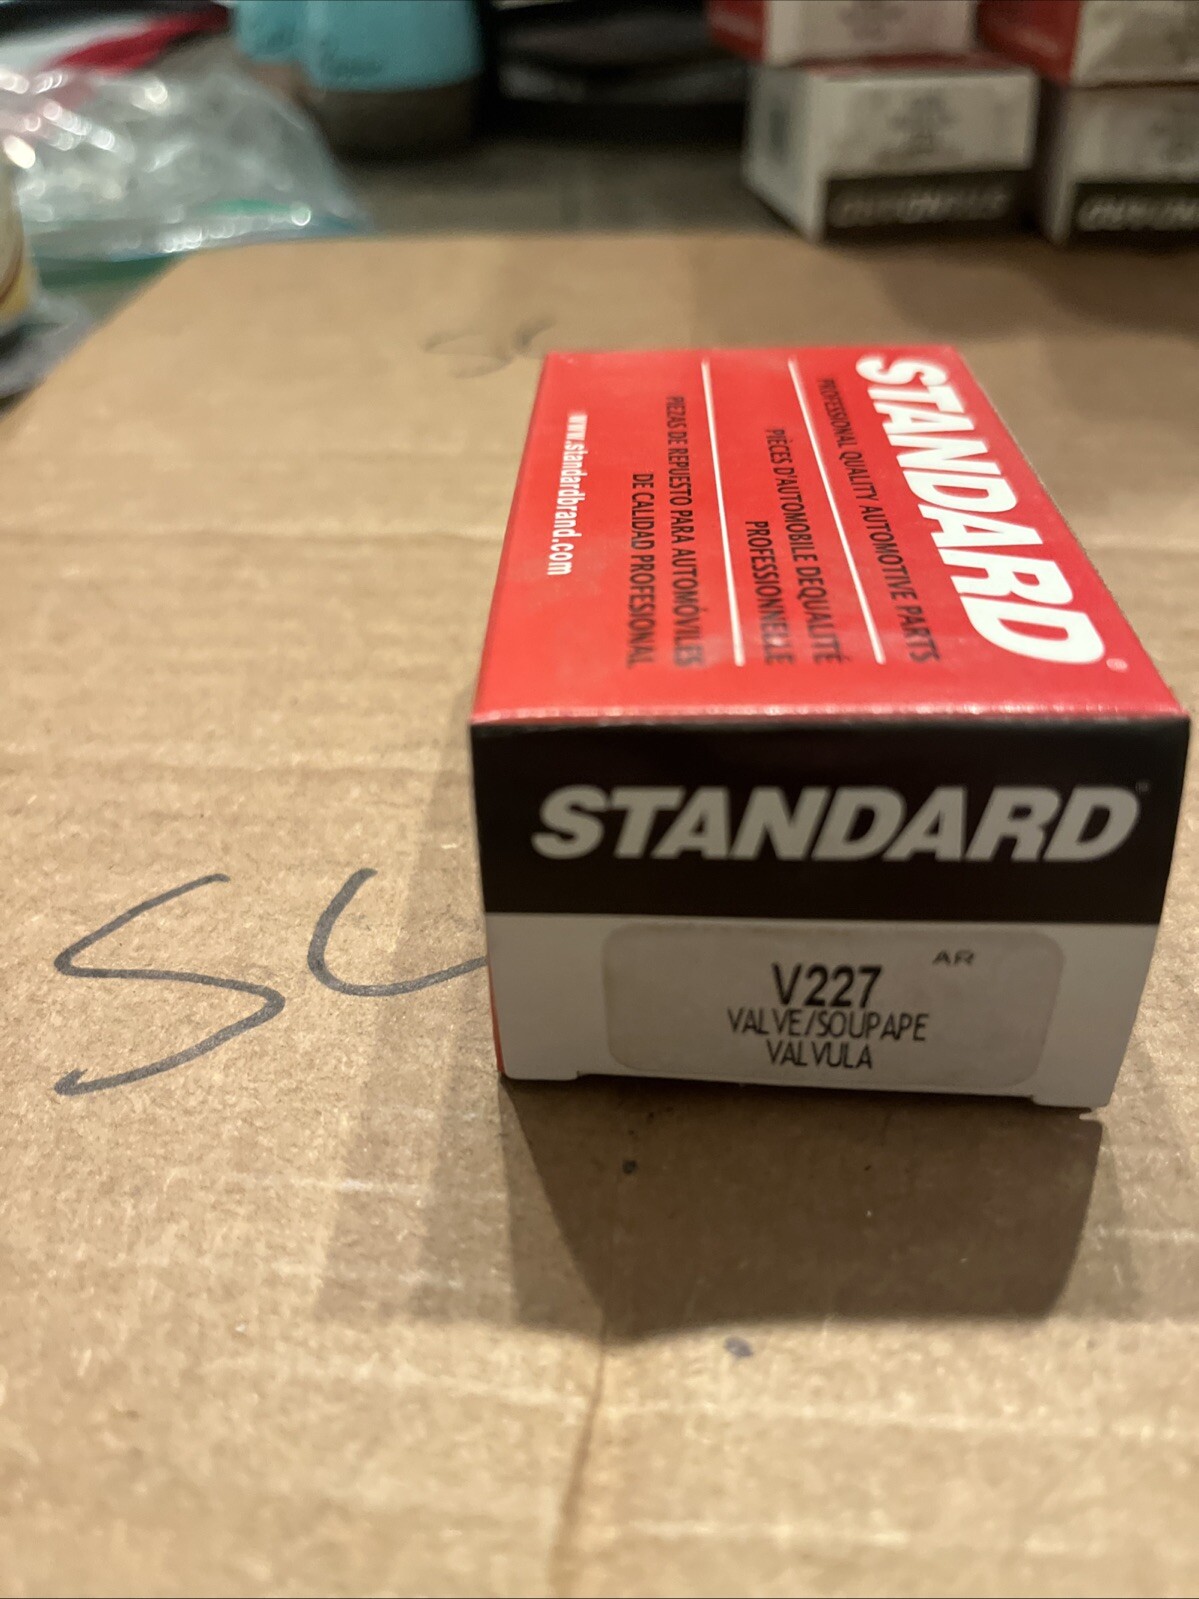 STANDARD®
PROFESSIONAL QUALITY AUTOMOTIVE PARTS
PIÈCES D'AUTOMOBILE DEQUALITÉ
PROFESSIONNELLE
PIEZAS DE REPUESTO PARA AUTOMÓVILES
DE CALIDAD PROFESIONAL
www.standardbrand.com
STANDARD
AR
V227
VALVE/SOUPAPE
VALVULA